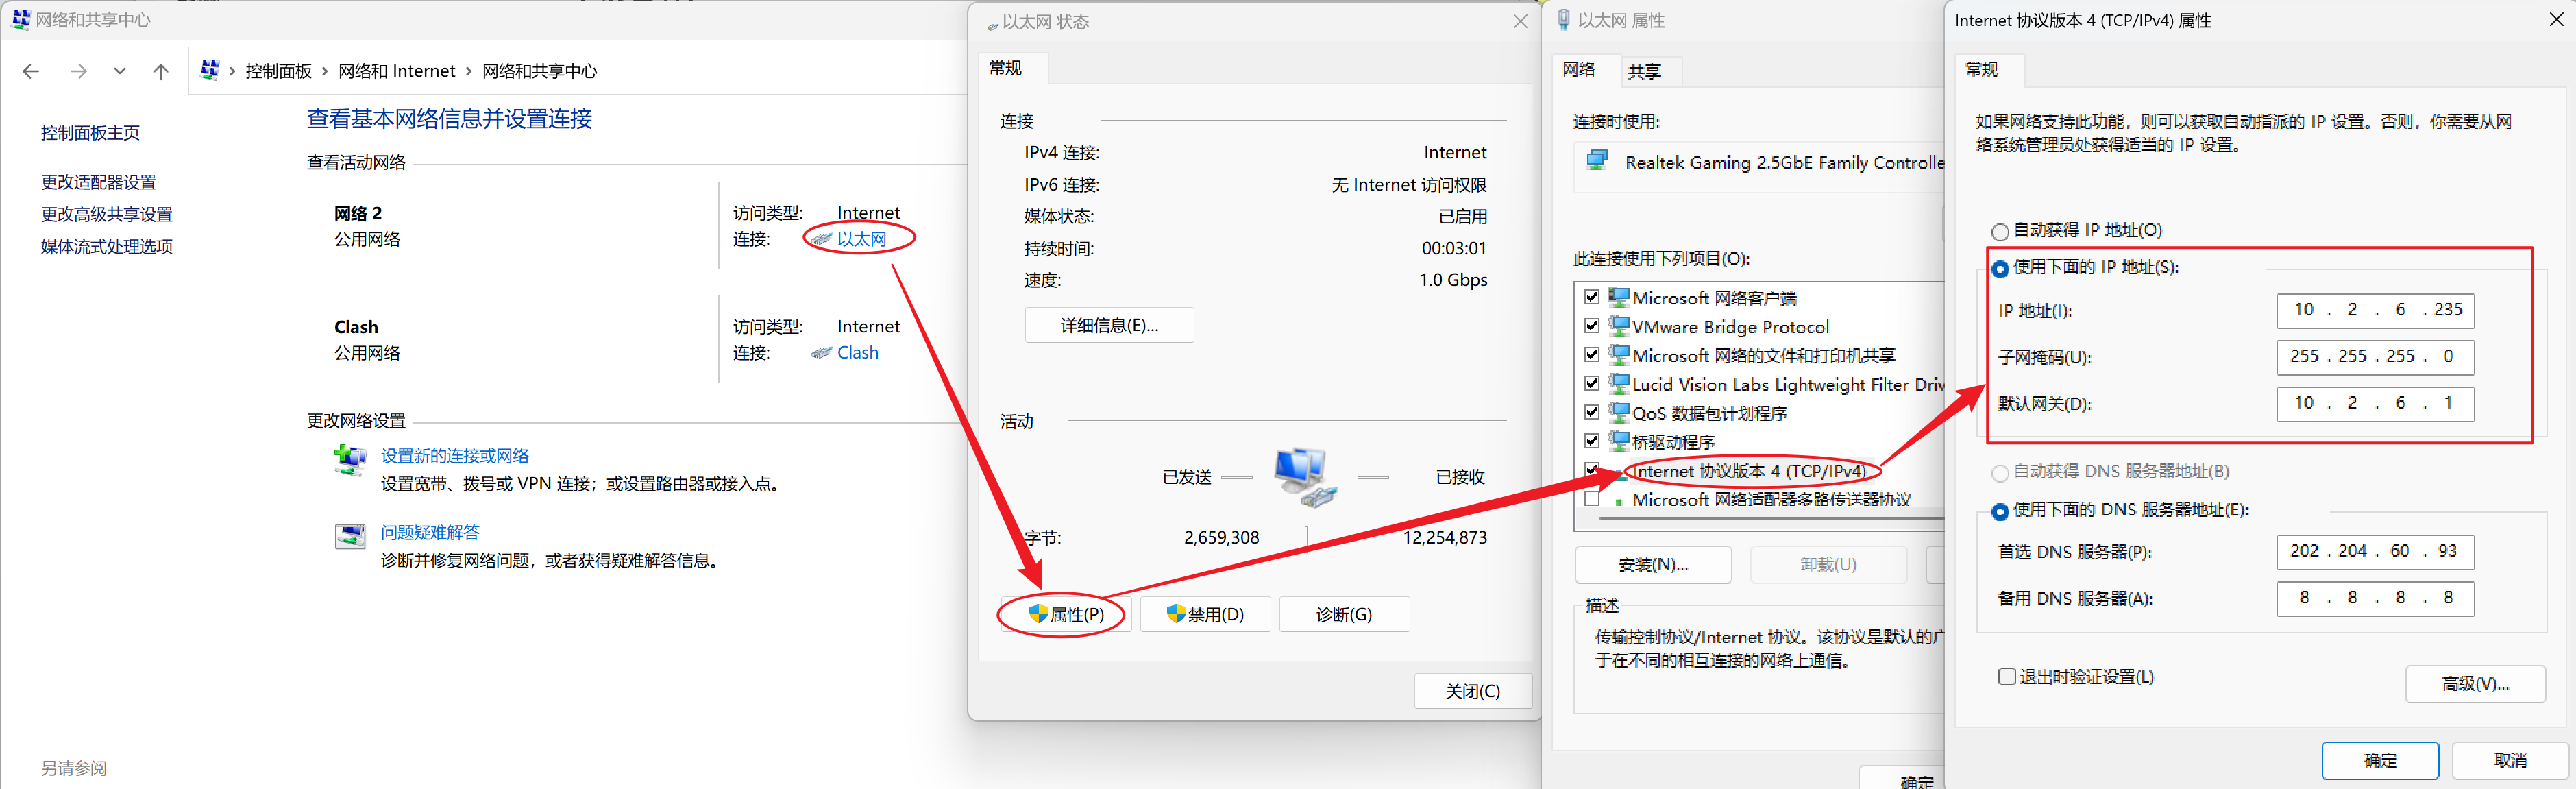 网络和共享中心
控制面板 › 网络和 Internet › 网络和共享中心
控制面板主页
更改适配器设置
更改高级共享设置
媒体流式处理选项
另请参阅
查看基本网络信息并设置连接
查看活动网络
网络 2
公用网络
访问类型: Internet
连接: 以太网
Clash
公用网络
访问类型: Internet
连接: Clash
更改网络设置
设置新的连接或网络
设置宽带、拨号或 VPN 连接；或设置路由器或接入点。
问题疑难解答
诊断并修复网络问题，或者获得疑难解答信息。
以太网 状态
常规
连接
IPv4 连接: Internet
IPv6 连接: 无 Internet 访问权限
媒体状态: 已启用
持续时间: 00:03:01
速度: 1.0 Gbps
详细信息(E)...
活动
已发送 已接收
字节: 2,659,308 12,254,873
属性(P) 禁用(D) 诊断(G)
关闭(C)
以太网 属性
网络 共享
连接时使用:
Realtek Gaming 2.5GbE Family Controlle
此连接使用下列项目(O):
Microsoft 网络客户端
VMware Bridge Protocol
Microsoft 网络的文件和打印机共享
Lucid Vision Labs Lightweight Filter Driv
QoS 数据包计划程序
桥驱动程序
Internet 协议版本 4 (TCP/IPv4)
Microsoft 网络适配器多路传送器协议
安装(N)... 卸载(U)
描述
传输控制协议/Internet 协议。该协议是默认的广
于在不同的相互连接的网络上通信。
确定
Internet 协议版本 4 (TCP/IPv4) 属性
常规
如果网络支持此功能，则可以获取自动指派的 IP 设置。否则，你需要从网
络系统管理员处获得适当的 IP 设置。
自动获得 IP 地址(O)
使用下面的 IP 地址(S):
IP 地址(I): 10 . 2 . 6 . 235
子网掩码(U): 255 . 255 . 255 . 0
默认网关(D): 10 . 2 . 6 . 1
自动获得 DNS 服务器地址(B)
使用下面的 DNS 服务器地址(E):
首选 DNS 服务器(P): 202 . 204 . 60 . 93
备用 DNS 服务器(A): 8 . 8 . 8 . 8
退出时验证设置(L)
高级(V)...
确定 取消